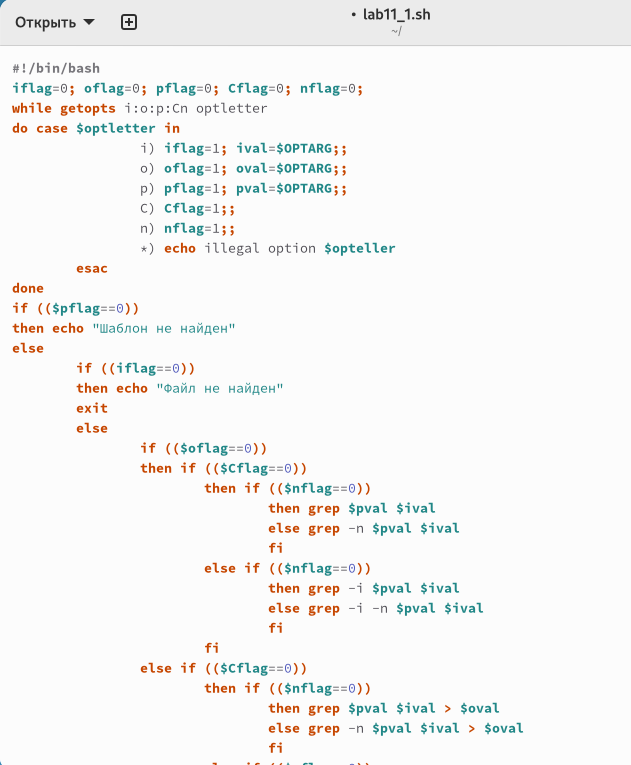 Открыть
• lab11_1.sh
~/
#!/bin/bash
iflag=0; oflag=0; pflag=0; Cflag=0; nflag=0;
while getopts i:o:p:Cn optletter
do case $optletter in
                i) iflag=1; ival=$OPTARG;;
                o) oflag=1; oval=$OPTARG;;
                p) pflag=1; pval=$OPTARG;;
                C) Cflag=1;;
                n) nflag=1;;
                *) echo illegal option $opteller
        esac
done
if (($pflag==0))
then echo "Шаблон не найден"
else
        if ((iflag==0))
        then echo "Файл не найден"
        exit
        else
                if (($oflag==0))
                then if (($Cflag==0))
                        then if (($nflag==0))
                                then grep $pval $ival
                                else grep -n $pval $ival
                                fi
                        else if (($nflag==0))
                                then grep -i $pval $ival
                                else grep -i -n $pval $ival
                                fi
                        fi
                else if (($Cflag==0))
                        then if (($nflag==0))
                                then grep $pval $ival > $oval
                                else grep -n $pval $ival > $oval
                                fi